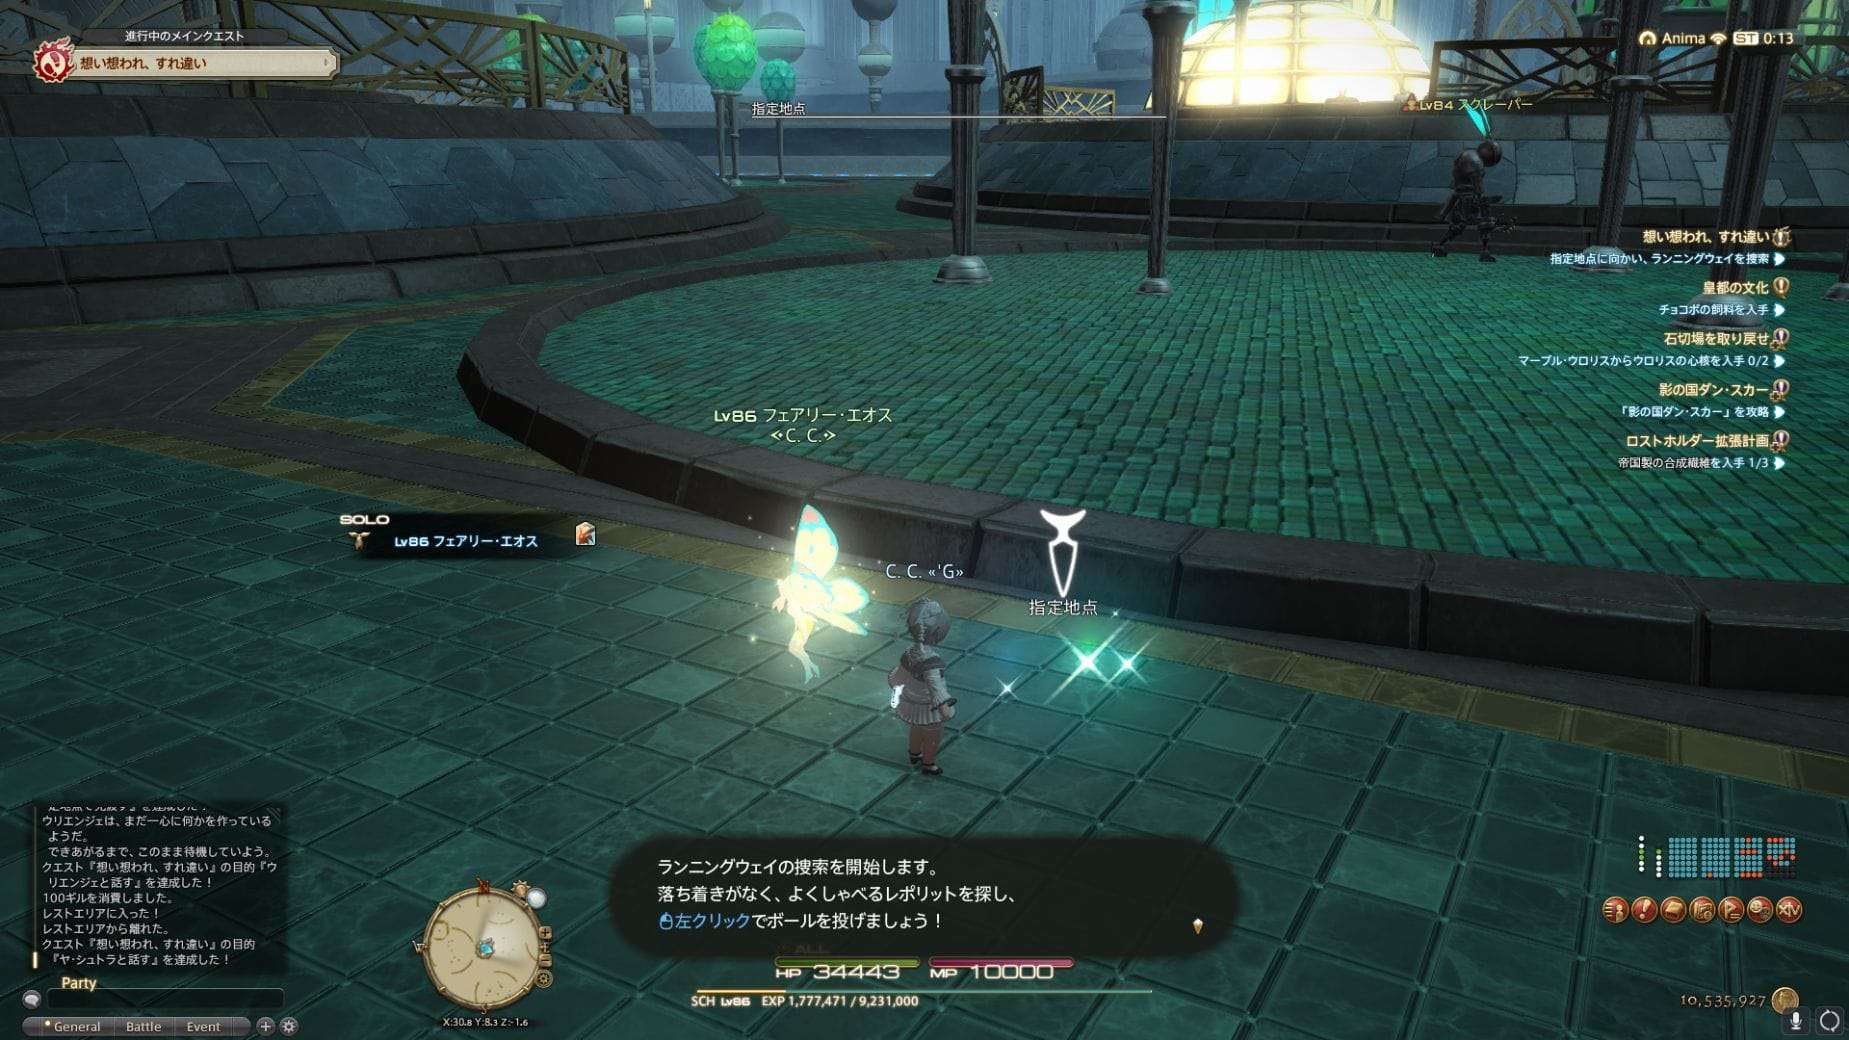 進行中のメインクエスト
想い想われ、すれ違い
Anima ST 0:13
指定地点
Lv84 スクレーパー
想い想われ、すれ違い
指定地点に向かい、ランニングウェイを捜索
皇都の文化
チョコボの飼料を入手
石切場を取り戻せ
マーブル・ウロリスからウロリスの心核を入手 0/2
影の国ダン・スカー
『影の国ダン・スカー』を攻略
ロストホルダー拡張計画
帝国製の合成繊維を入手 1/3
Lv86 フェアリー・エオス
<<C. C.>>
SOLO
Lv86 フェアリー・エオス
C. C. «'G»
指定地点
ウリエンジェは、まだ一心に何かを作っている
ようだ。
できあがるまで、このまま待機していよう。
クエスト『想い想われ、すれ違い』の目的『ウ
リエンジェと話す』を達成した！
100ギルを消費しました。
レストエリアに入った！
レストエリアから離れた。
クエスト『想い想われ、すれ違い』の目的
『ヤ・シュトラと話す』を達成した！
Party
General Battle Event
N
W
S
X:30.8 Y:8.3 Z:-1.6
ランニングウェイの捜索を開始します。
落ち着きがなく、よくしゃべるレポリットを探し、
左クリックでボールを投げましょう！
ALL
HP 34443 MP 10000
SCH Lv86 EXP 1,777,471 / 9,231,000
XIV
10,535,927